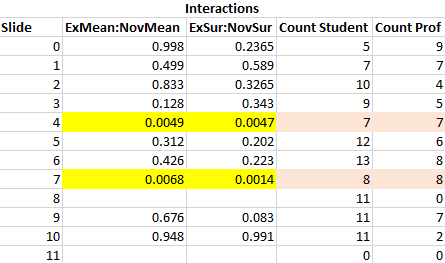 Interactions
Slide ExMean:NovMean ExSur:NovSur Count Student Count Prof
0 0.998 0.2365 5 9
1 0.499 0.589 7 7
2 0.833 0.3265 10 4
3 0.128 0.343 9 5
4 0.0049 0.0047 7 7
5 0.312 0.202 12 6
6 0.426 0.223 13 8
7 0.0068 0.0014 8 8
8 11 0
9 0.676 0.083 11 7
10 0.948 0.991 11 2
11 0 0